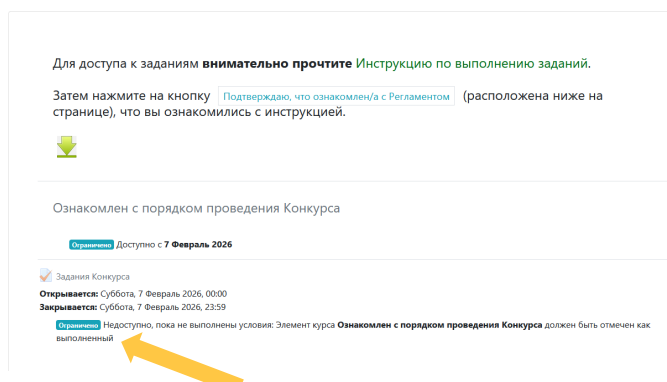 Для доступа к заданиям внимательно прочтите Инструкцию по выполнению заданий.
Затем нажмите на кнопку Подтверждаю, что ознакомлен/а с Регламентом (расположена ниже на
странице), что вы ознакомились с инструкцией.
Ознакомлен с порядком проведения Конкурса
Ограничено Доступно с 7 Февраль 2026
Задания Конкурса
Открывается: Суббота, 7 Февраль 2026, 00:00
Закрывается: Суббота, 7 Февраль 2026, 23:59
Ограничено Недоступно, пока не выполнены условия: Элемент курса Ознакомлен с порядком проведения Конкурса должен быть отмечен как
выполненный